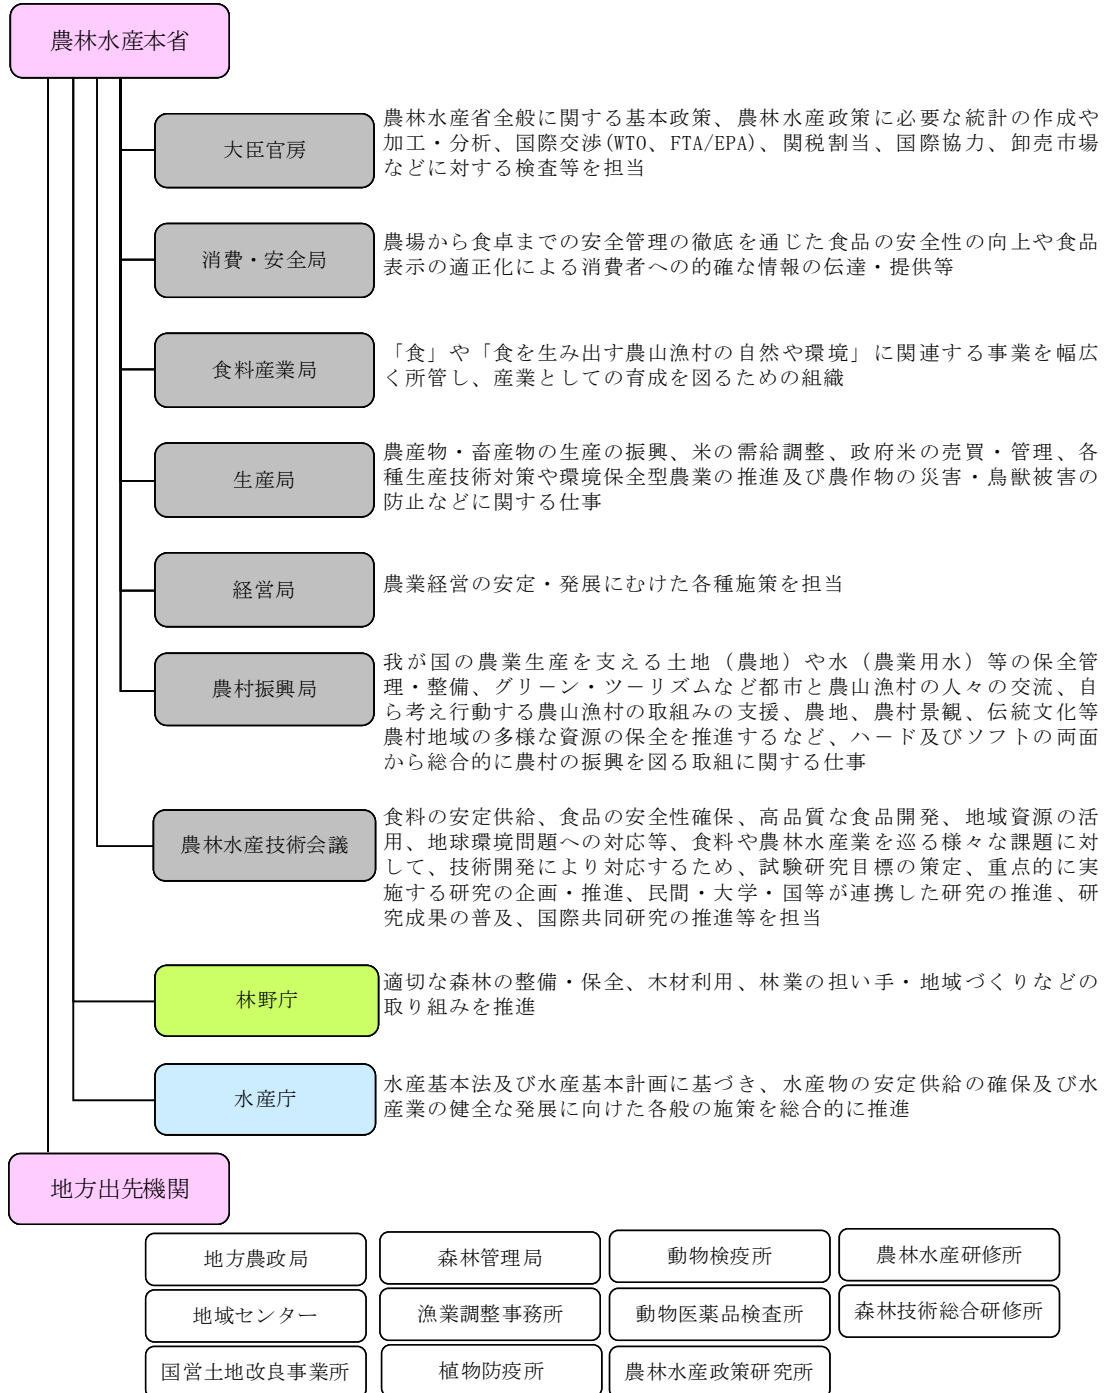 農林水産本省
大臣官房
農林水産省全般に関する基本政策、農林水産政策に必要な統計の作成や
加工・分析、国際交渉(WTO、FTA/EPA)、関税割当、国際協力、卸売市場
などに対する検査等を担当
消費・安全局
農場から食卓までの安全管理の徹底を通じた食品の安全性の向上や食品
表示の適正化による消費者への的確な情報の伝達・提供等
食料産業局
「食」や「食を生み出す農山漁村の自然や環境」に関連する事業を幅広
く所管し、産業としての育成を図るための組織
生産局
農産物・畜産物の生産の振興、米の需給調整、政府米の売買・管理、各
種生産技術対策や環境保全型農業の推進及び農作物の災害・鳥獣被害の
防止などに関する仕事
経営局
農業経営の安定・発展にむけた各種施策を担当
農村振興局
我が国の農業生産を支える土地（農地）や水（農業用水）等の保全管
理・整備、グリーン・ツーリズムなど都市と農山漁村の人々の交流、自
ら考え行動する農山漁村の取組みの支援、農地、農村景観、伝統文化等
農村地域の多様な資源の保全を推進するなど、ハード及びソフトの両面
から総合的に農村の振興を図る取組に関する仕事
農林水産技術会議
食料の安定供給、食品の安全性確保、高品質な食品開発、地域資源の活
用、地球環境問題への対応等、食料や農林水産業を巡る様々な課題に対
して、技術開発により対応するため、試験研究目標の策定、重点的に実
施する研究の企画・推進、民間・大学・国等が連携した研究の推進、研
究成果の普及、国際共同研究の推進等を担当
林野庁
適切な森林の整備・保全、木材利用、林業の担い手・地域づくりなどの
取り組みを推進
水産庁
水産基本法及び水産基本計画に基づき、水産物の安定供給の確保及び水
産業の健全な発展に向けた各般の施策を総合的に推進
地方出先機関
地方農政局
森林管理局
動物検疫所
農林水産研修所
地域センター
漁業調整事務所
動物医薬品検査所
森林技術総合研修所
国営土地改良事業所
植物防疫所
農林水産政策研究所